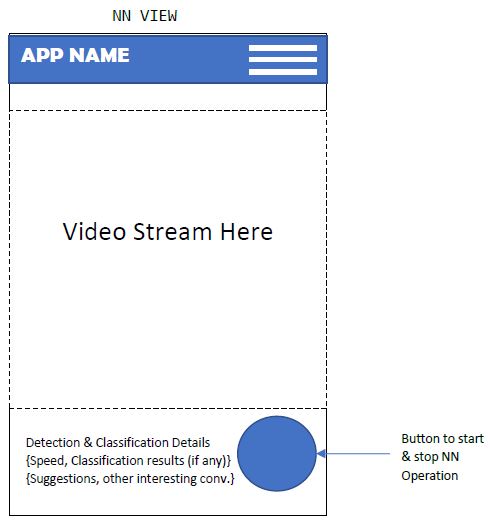 NN VIEW
APP NAME
Video Stream Here
Detection & Classification Details
{Speed, Classification results (if any)}
{Suggestions, other interesting conv.}
Button to start
& stop NN
Operation